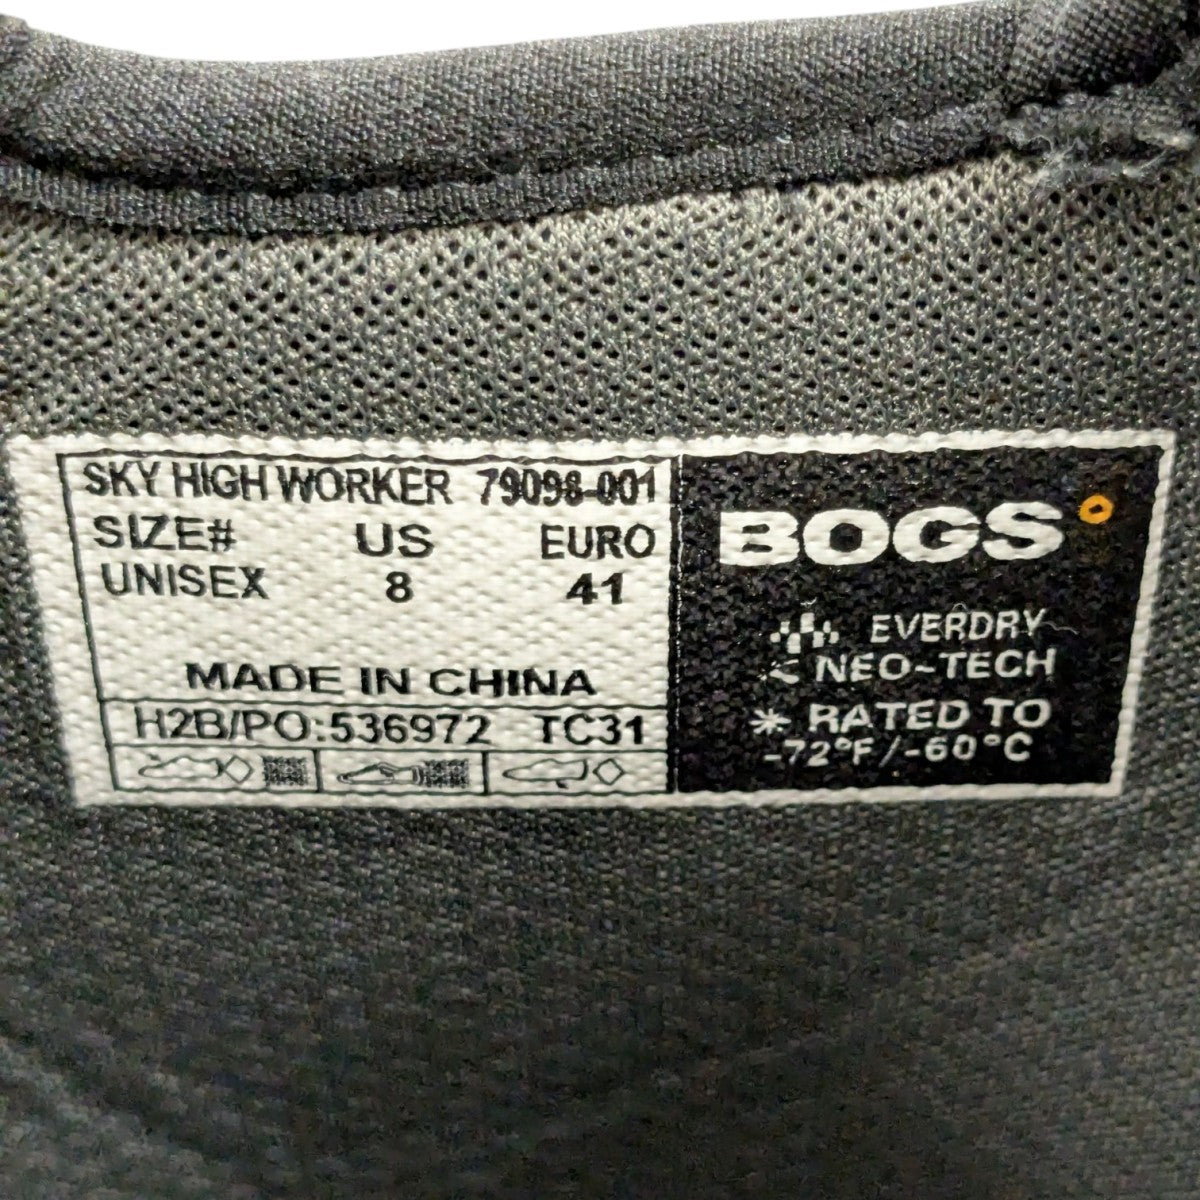 SKY HIGH WORKER 79098-001
SIZE# US EURO
UNISEX 8 41
MADE IN CHINA
H2B/PO:536972 TC31
BOGS°
EVERDRY
NEO-TECH
RATED TO
-72°F/-60°C